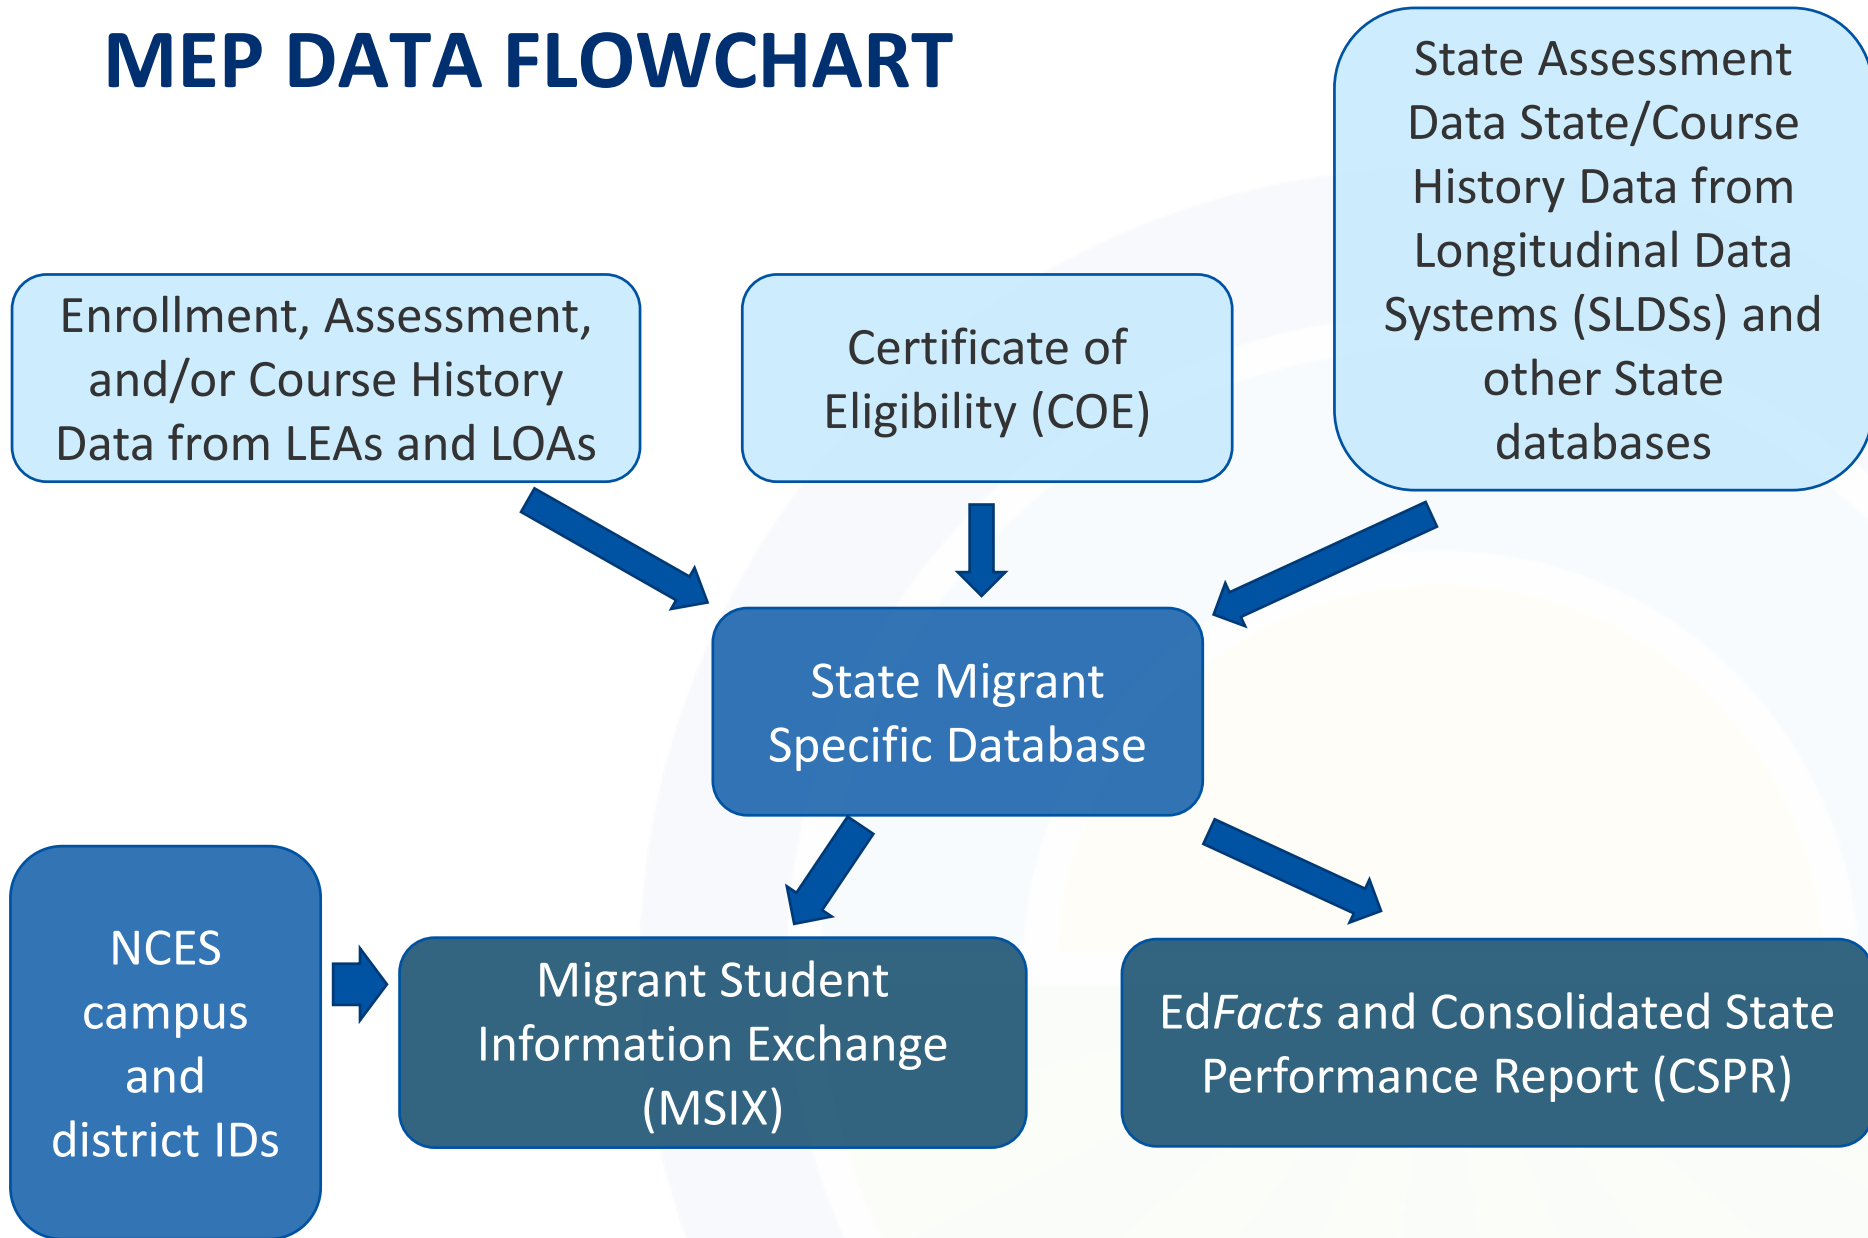 MEP DATA FLOWCHART
State Assessment
Data State/Course
History Data from
Longitudinal Data
Systems (SLDSs) and
other State
databases
Enrollment, Assessment,
and/or Course History
Data from LEAs and LOAs
Certificate of
Eligibility (COE)
State Migrant
Specific Database
NCES
campus
and
district IDs
Migrant Student
Information Exchange
(MSIX)
EdFacts and Consolidated State
Performance Report (CSPR)